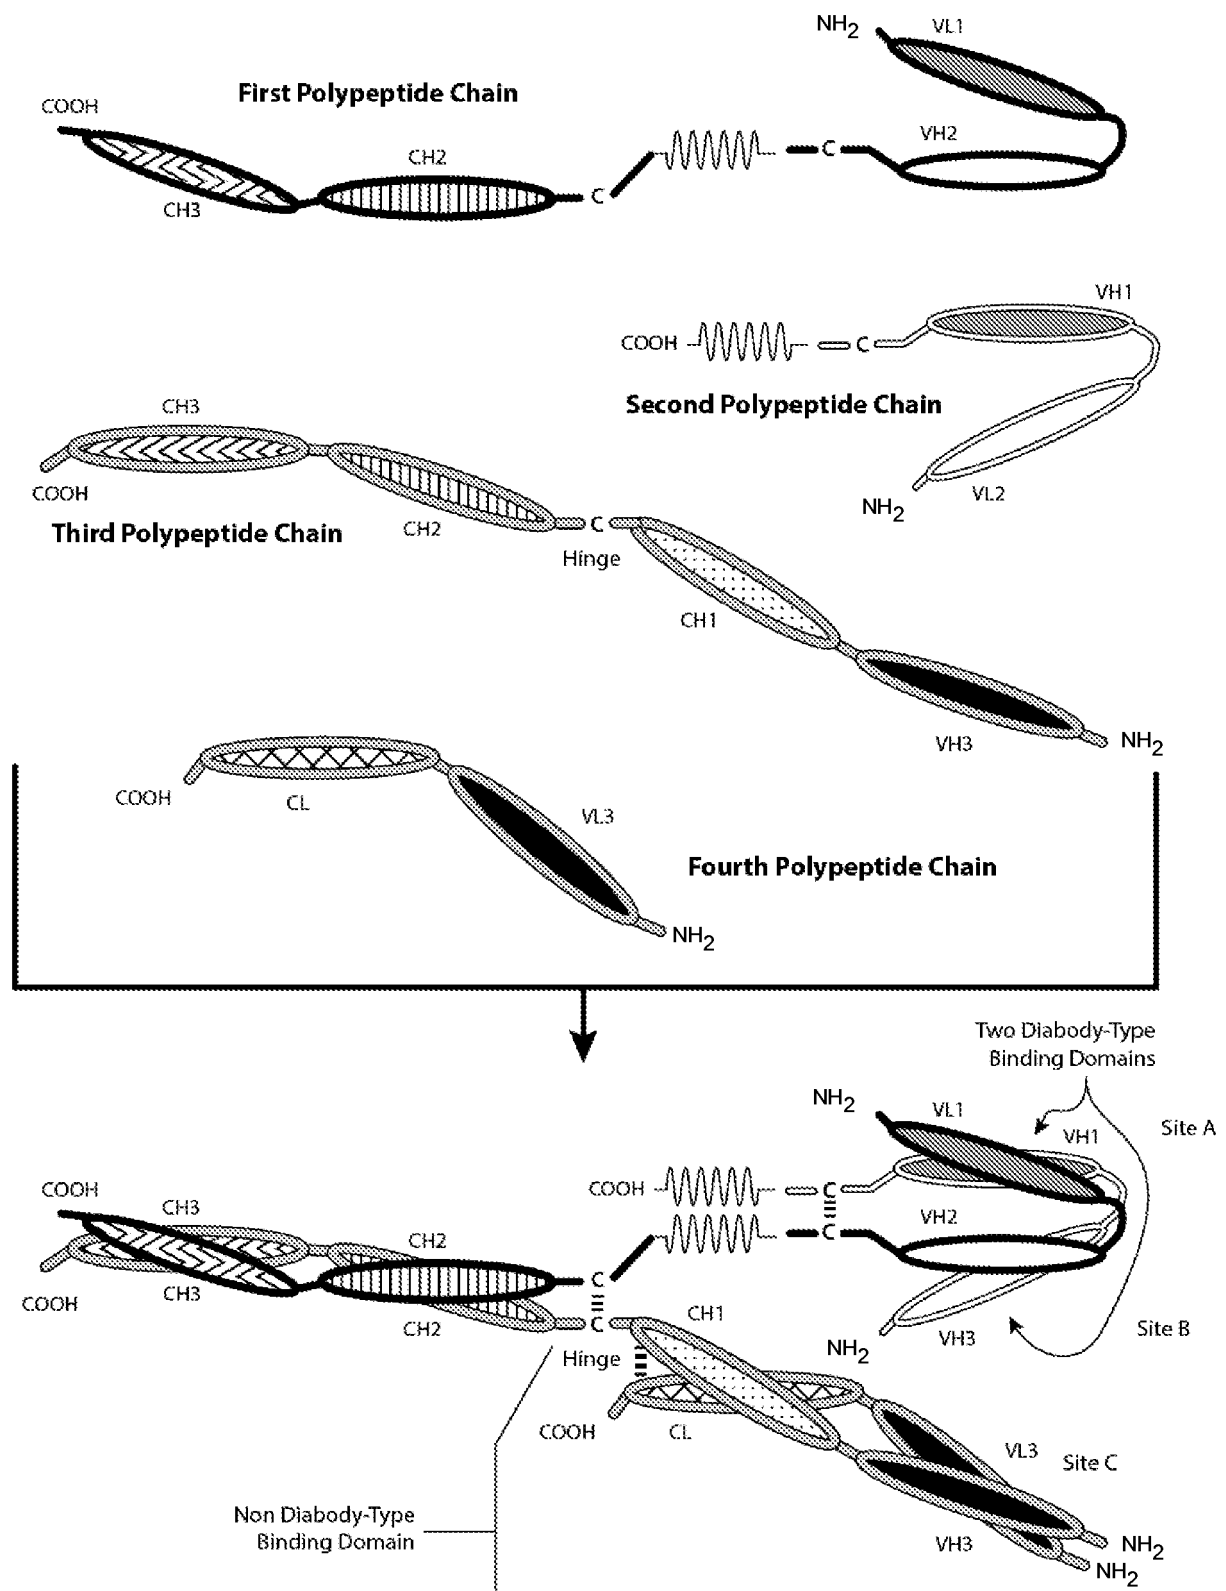 NH2
VL1
First Polypeptide Chain
COOH
VH2
CH2
C
C
CH3
VH1
COOH
C
Second Polypeptide Chain
CH3
VL2
NH2
COOH
Third Polypeptide Chain
CH2
C
Hinge
CH1
VH3
NH2
COOH
CL
VL3
Fourth Polypeptide Chain
NH2
Two Diabody-Type
Binding Domains
NH2
VL1
VH1
Site A
COOH
C
COOH
CH3
VH2
C
CH2
C
CH3
COOH
CH2
C
CH1
VH3
Site B
NH2
Hinge
COOH
CL
VL3
Site C
Non Diabody-Type
Binding Domain
VH3
NH2
NH2